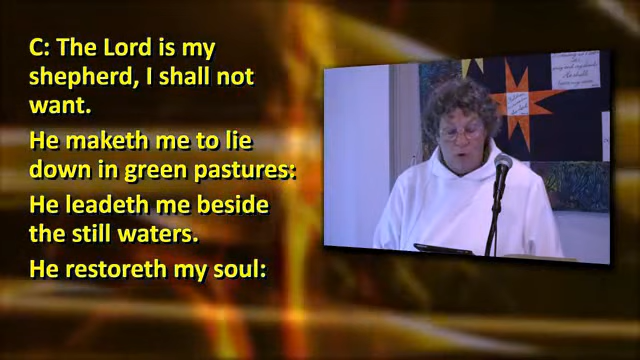 C: The Lord is my
shepherd, I shall not
want.
He maketh me to lie
down in green pastures:
He leadeth me beside
the still waters.
He restoreth my soul: